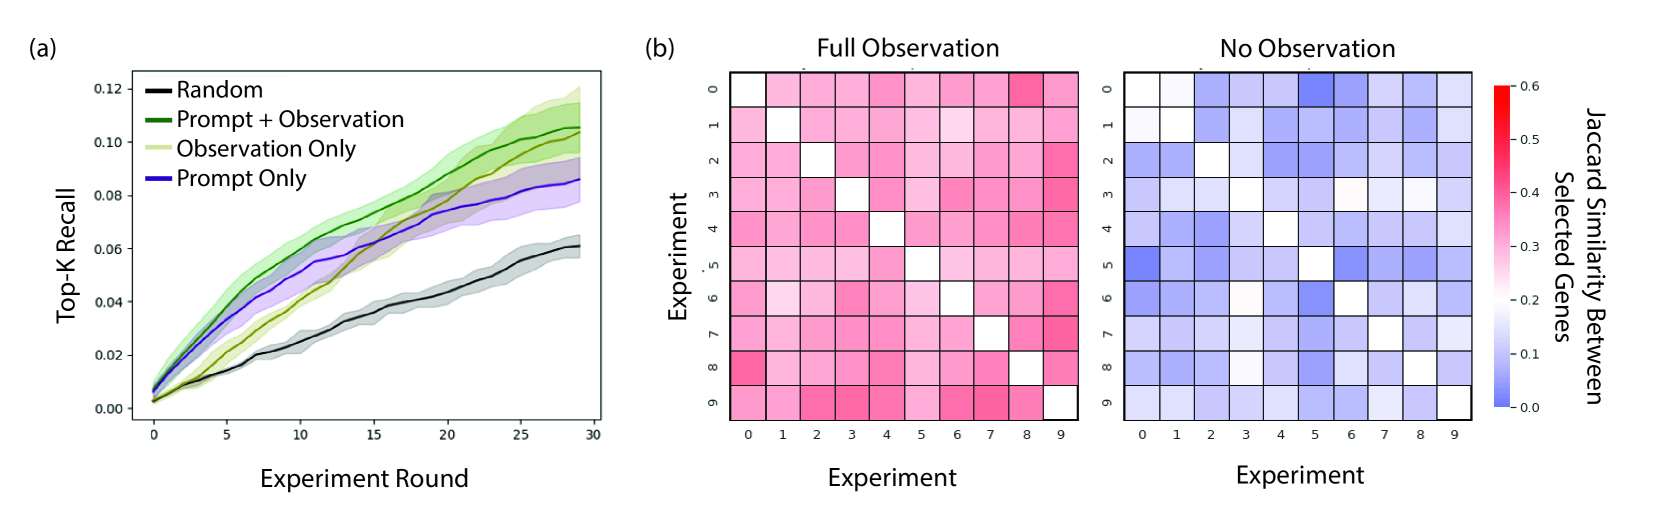 (a)
Random
Prompt + Observation
Observation Only
Prompt Only
Top-K Recall
0.12
0.10
0.08
0.06
0.04
0.02
0.00
0 5 10 15 20 25 30
Experiment Round
(b)
Full Observation
Experiment
0
1
2
3
4
5
6
7
8
9
0 1 2 3 4 5 6 7 8 9
Experiment
No Observation
0
1
2
3
4
5
6
7
8
9
0 1 2 3 4 5 6 7 8 9
Experiment
0.6
0.5
0.4
0.3
0.2
0.1
0.0
Jaccard Similarity Between
Selected Genes